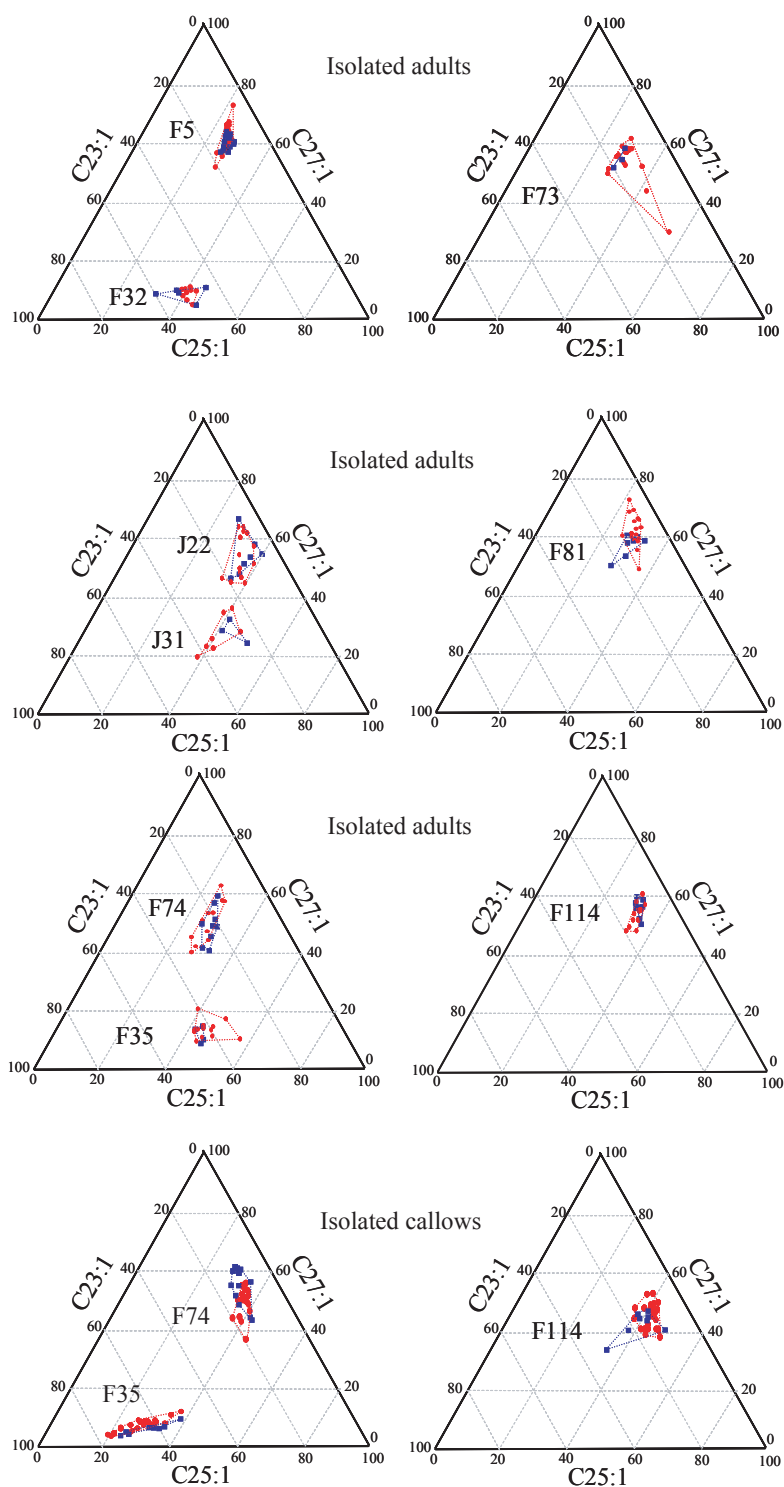 0 100
0 100
Isolated adults
20 80
20 80
F5
40 60
40 60
C23:1 C27:1
C23:1 C27:1
60 40
F73
60 40
80 20
80 20
F32
100 0
100 0
0 20 40 60 80 100
0 20 40 60 80 100
C25:1
C25:1
0 100
0 100
Isolated adults
20 80
20 80
C23:1 J22 C27:1
C23:1 F81 C27:1
40 60
40 60
60 40
60 40
J31
80 20
80 20
100 0
100 0
0 20 40 60 80 100
0 20 40 60 80 100
C25:1
C25:1
0 100
0 100
Isolated adults
20 80
20 80
C23:1 F74 C27:1
C23:1 F114 C27:1
40 60
40 60
60 40
60 40
80 20
80 20
F35
100 0
100 0
0 20 40 60 80 100
0 20 40 60 80 100
C25:1
C25:1
0 100
0 100
Isolated callows
20 80
20 80
C23:1 C27:1
C23:1 C27:1
40 60
40 60
F74
F114
60 40
60 40
F35
80 20
80 20
100 0
100 0
0 20 40 60 80 100
0 20 40 60 80 100
C25:1
C25:1